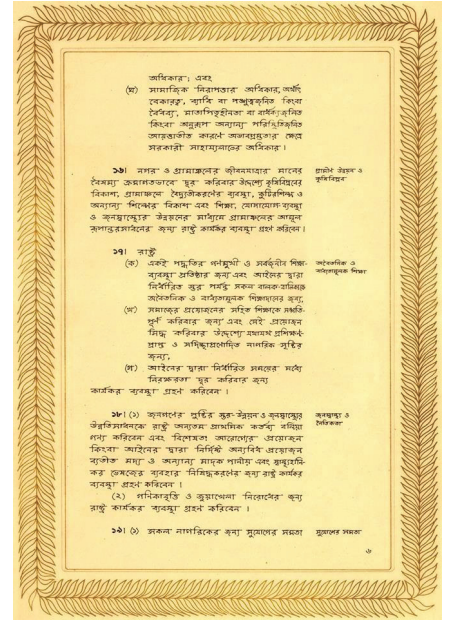 অধিকার; এবং
(ঘ) সামাজিক নিরাপত্তার অধিকার, অর্থাৎ
বেকারত্ব, ব্যাধি বা পঙ্গুত্বজনিত কিংবা
বৈধব্য, মাতাপিতৃহীনতা বা বার্ধক্যজনিত
কিংবা অনুরূপ অন্যান্য পরিস্থিতিজনিত
আয়ত্তাতীত কারণে অভাবগ্রস্ততার ক্ষেত্রে
সরকারী সাহায্যলাভের অধিকার।
১৬। নগর ও গ্রামাঞ্চলের জীবনযাত্রার মানের
বৈষম্য ক্রমাগতভাবে দূর করিবার উদ্দেশ্যে কৃষিবিপ্লবের
বিকাশ, গ্রামাঞ্চলে বৈদ্যুতীকরণের ব্যবস্থা, কুটিরশিল্প ও
অন্যান্য শিল্পের বিকাশ এবং শিক্ষা, যোগাযোগ-ব্যবস্থা
ও জনস্বাস্থ্যের উন্নয়নের মাধ্যমে গ্রামাঞ্চলের আমূল
রূপান্তরসাধনের জন্য রাষ্ট্র কার্যকর ব্যবস্থা গ্রহণ করিবেন।
গ্রামীণ উন্নয়ন ও
কৃষিবিপ্লব
১৭। রাষ্ট্র
(ক) একই পদ্ধতির গণমুখী ও সর্বজনীন শিক্ষা-
ব্যবস্থা প্রতিষ্ঠার জন্য এবং আইনের দ্বারা
নির্ধারিত স্তর পর্যন্ত সকল বালক-বালিকাকে
অবৈতনিক ও বাধ্যতামূলক শিক্ষাদানের জন্য,
(খ) সমাজের প্রয়োজনের সহিত শিক্ষাকে সঙ্গতি-
পূর্ণ করিবার জন্য এবং সেই প্রয়োজন
সিদ্ধ করিবার উদ্দেশ্যে যথাযথ প্রশিক্ষণ-
প্রাপ্ত ও সদিচ্ছাপ্রণোদিত নাগরিক সৃষ্টির
জন্য,
(গ) আইনের দ্বারা নির্ধারিত সময়ের মধ্যে
নিরক্ষরতা দূর করিবার জন্য
কার্যকর ব্যবস্থা গ্রহণ করিবেন।
অবৈতনিক ও
বাধ্যতামূলক শিক্ষা
১৮। (১) জনগণের পুষ্টির স্তর-উন্নয়ন ও জনস্বাস্থ্যের
উন্নতিসাধনকে রাষ্ট্র অন্যতম প্রাথমিক কর্তব্য বলিয়া
গণ্য করিবেন এবং বিশেষতঃ আরোগ্যের প্রয়োজন
কিংবা আইনের দ্বারা নির্দিষ্ট অন্যবিধ প্রয়োজন
ব্যতীত মদ্য ও অন্যান্য মাদক পানীয় এবং স্বাস্থ্যহানি-
কর ভেষজের ব্যবহার নিষিদ্ধকরণের জন্য রাষ্ট্র কার্যকর
ব্যবস্থা গ্রহণ করিবেন।
(২) গণিকাবৃত্তি ও জুয়াখেলা নিরোধের জন্য
রাষ্ট্র কার্যকর ব্যবস্থা গ্রহণ করিবেন।
জনস্বাস্থ্য ও
নৈতিকতা
১৯। (১) সকল নাগরিকের জন্য সুযোগের সমতা
সুযোগের সমতা
৬